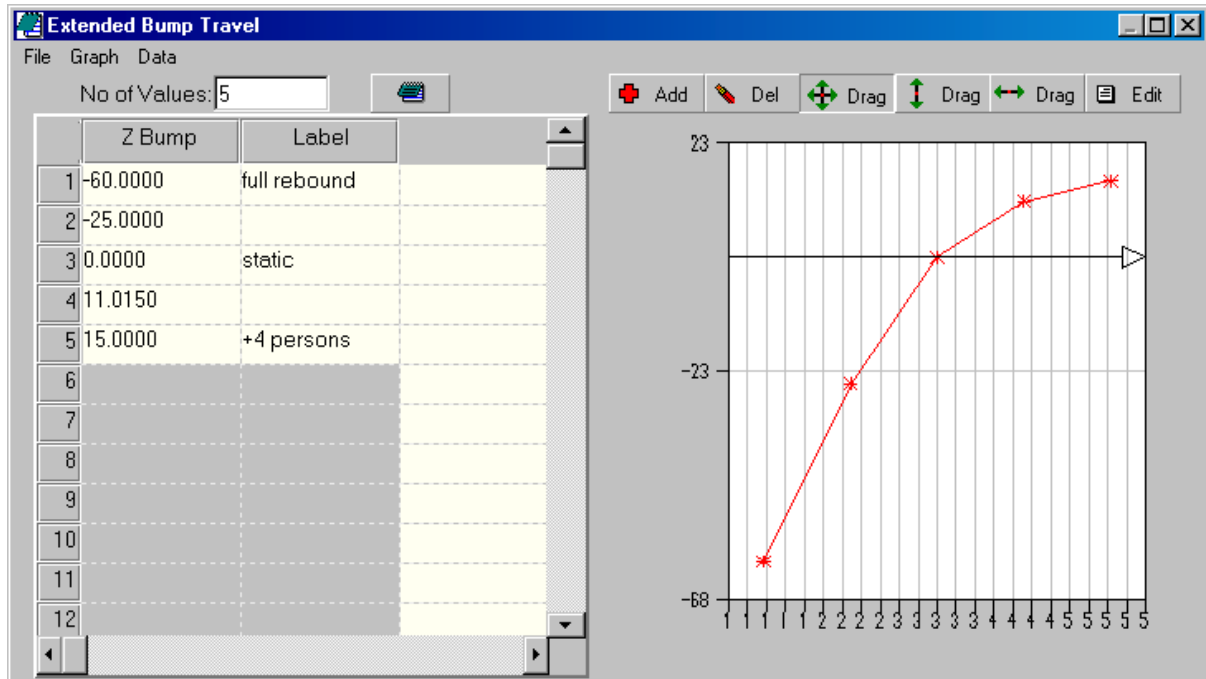 Extended Bump Travel
File Graph Data
No of Values: 5
Add Del Drag Drag Drag Edit
Z Bump Label
1 -60.0000 full rebound
2 -25.0000
3 0.0000 static
4 11.0150
5 15.0000 +4 persons
6
7
8
9
10
11
12
23
-23
-68
1 1 1 1 1 2 2 2 2 3 3 3 3 3 4 4 4 4 5 5 5 5 5